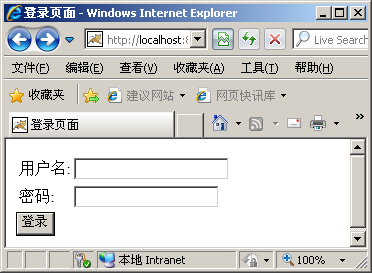 登录页面 - Windows Internet Explorer
http://localhost:8
Live Search
文件(F) 编辑(E) 查看(V) 收藏夹(A) 工具(T) 帮助(H)
收藏夹 建议网站 网页快讯库
登录页面
用户名:
密码:
登录
本地 Intranet 100%